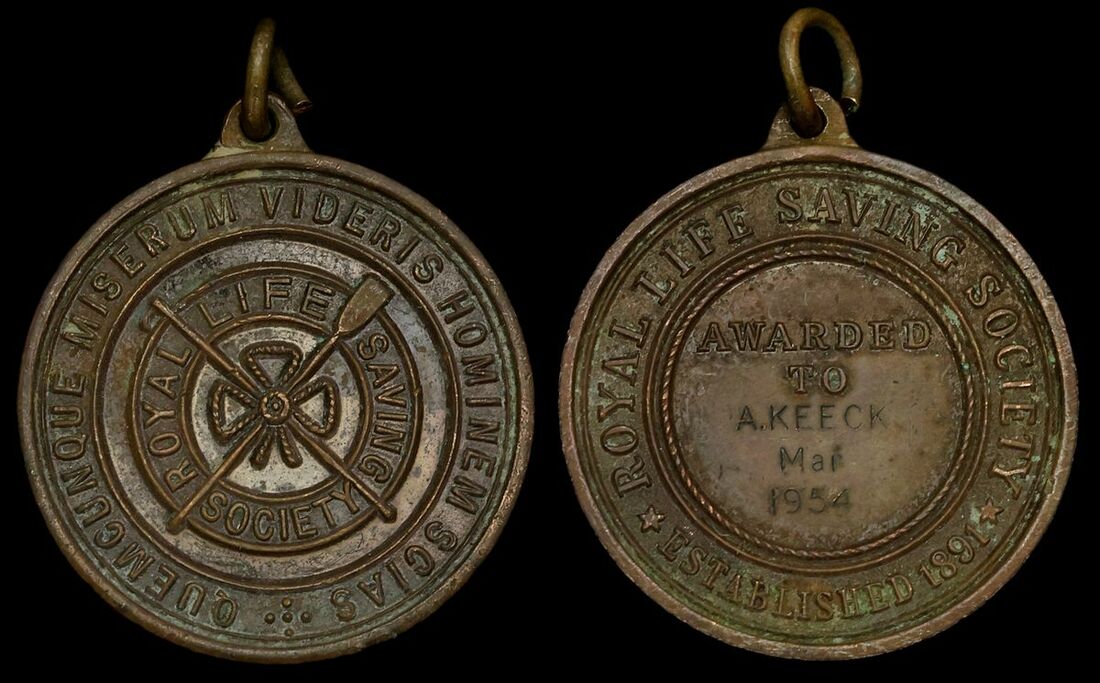 QUEMCUNQUE MISERUM VIDERIS HOMINEM SCIAS
ROYAL LIFE SAVING
SOCIETY
ROYAL LIFE SAVING SOCIETY
AWARDED
TO
A.KEECK
Mar
1954
★ ESTABLISHED 1891 ★